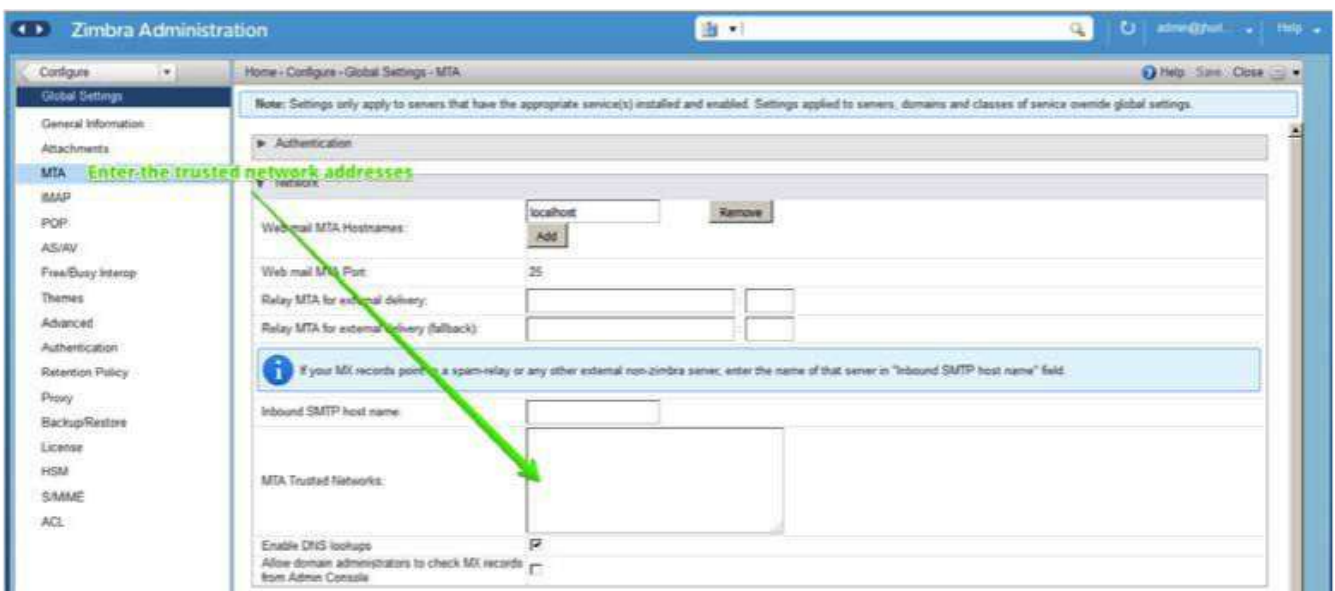 Zimbra Administration
Help
Configure
Home - Configure - Global Settings - MTA
Help Save Close
Global Settings
Note: Settings only apply to servers that have the appropriate service(s) installed and enabled. Settings applied to servers, domains and classes of service override global settings.
General Information
Attachments
Authentication
MTA
Enter the trusted network addresses
Network
IMAP
POP
AS/AV
Free/Busy Interop
Themes
Advanced
Authentication
Retention Policy
Proxy
Backup/Restore
License
HSM
S/MIME
ACL
Web mail MTA Hostnames:
localhost
Remove
Add
Web mail MTA Port:
25
Relay MTA for external delivery:
Relay MTA for external delivery (fallback):
If your MX records point to a spam-relay or any other external non-zimbra server, enter the name of that server in "Inbound SMTP host name" field.
Inbound SMTP host name:
MTA Trusted Networks:
Enable DNS lookups
Allow domain administrators to check MX records
from Admin Console